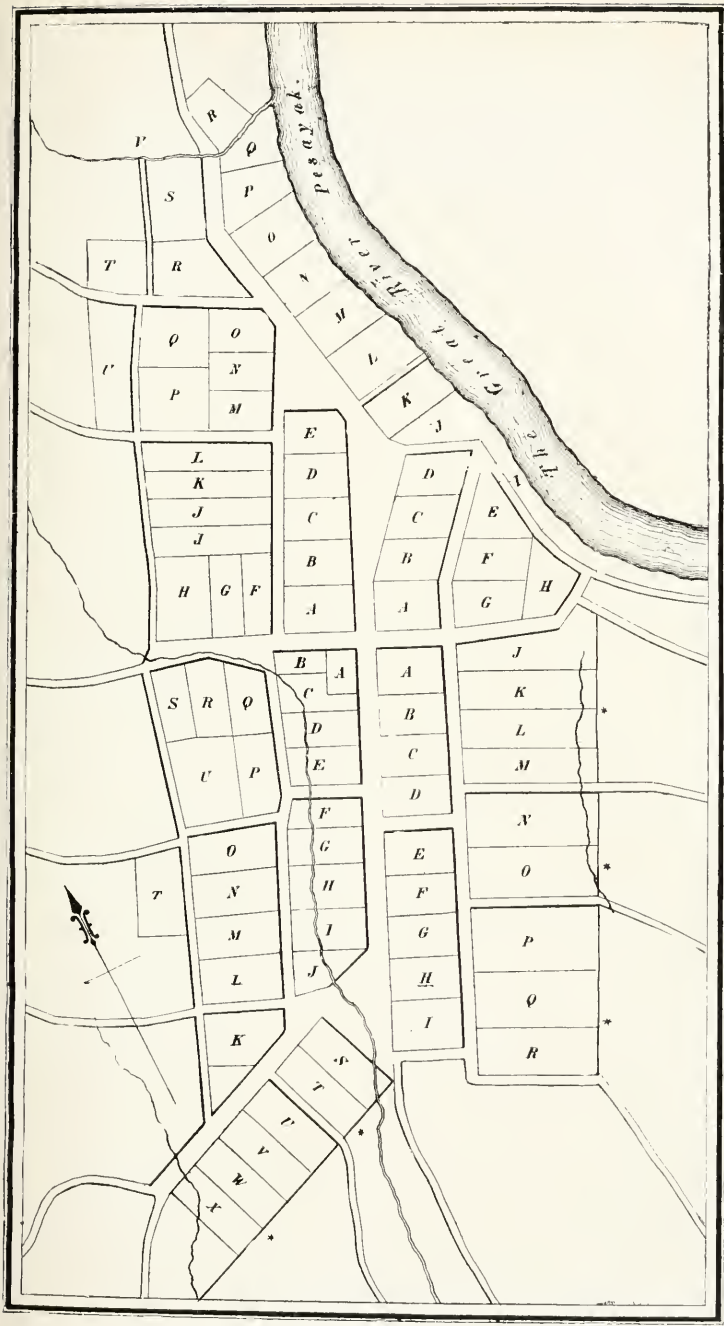 R
V
Q
Pesayak.
S
P
O
T
R
N
River
M
U
Q
O
L
Great
P
N
M
K
J
The
E
L
D
D
K
I
J
C
C
E
J
B
B
F
H
G
F
A
A
G
H
B
A
A
J
S
R
Q
C
K
B
*
D
L
U
P
E
C
M
D
F
N
O
G
E
O
*
T
N
H
F
M
I
G
P
L
J
H
Q
*
K
I
R
S
T
U
*
V
W
X
*